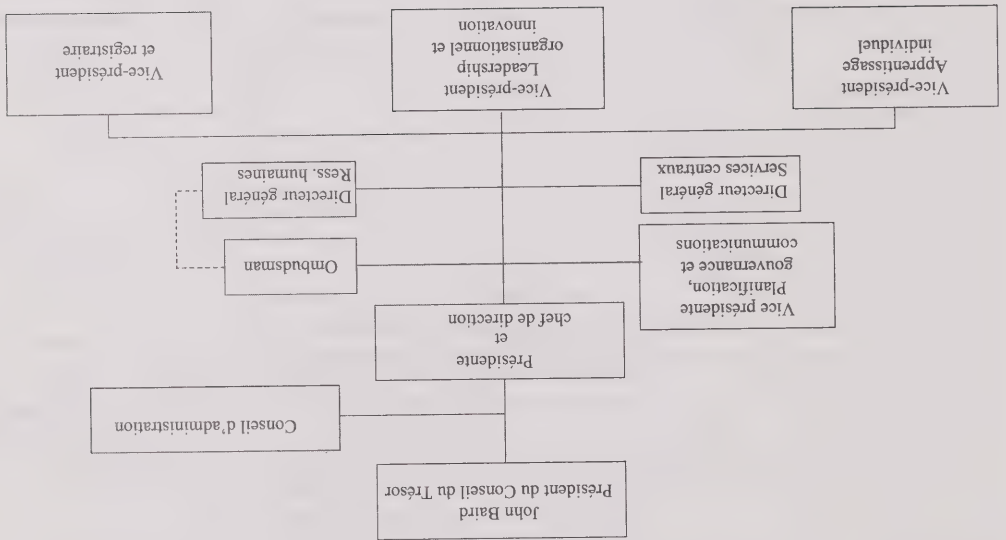 John Baird
Président du Conseil du Trésor
Conseil d'administration
Présidente
et
chef de direction
Vice présidente
Planification,
gouvernance et
communications
Ombudsman
Directeur général
Services centraux
Directeur général
Ress. humaines
Vice-président
Apprentissage
individuel
Vice-président
Leadership
organisationnel et
innovation
Vice-président
et registraire